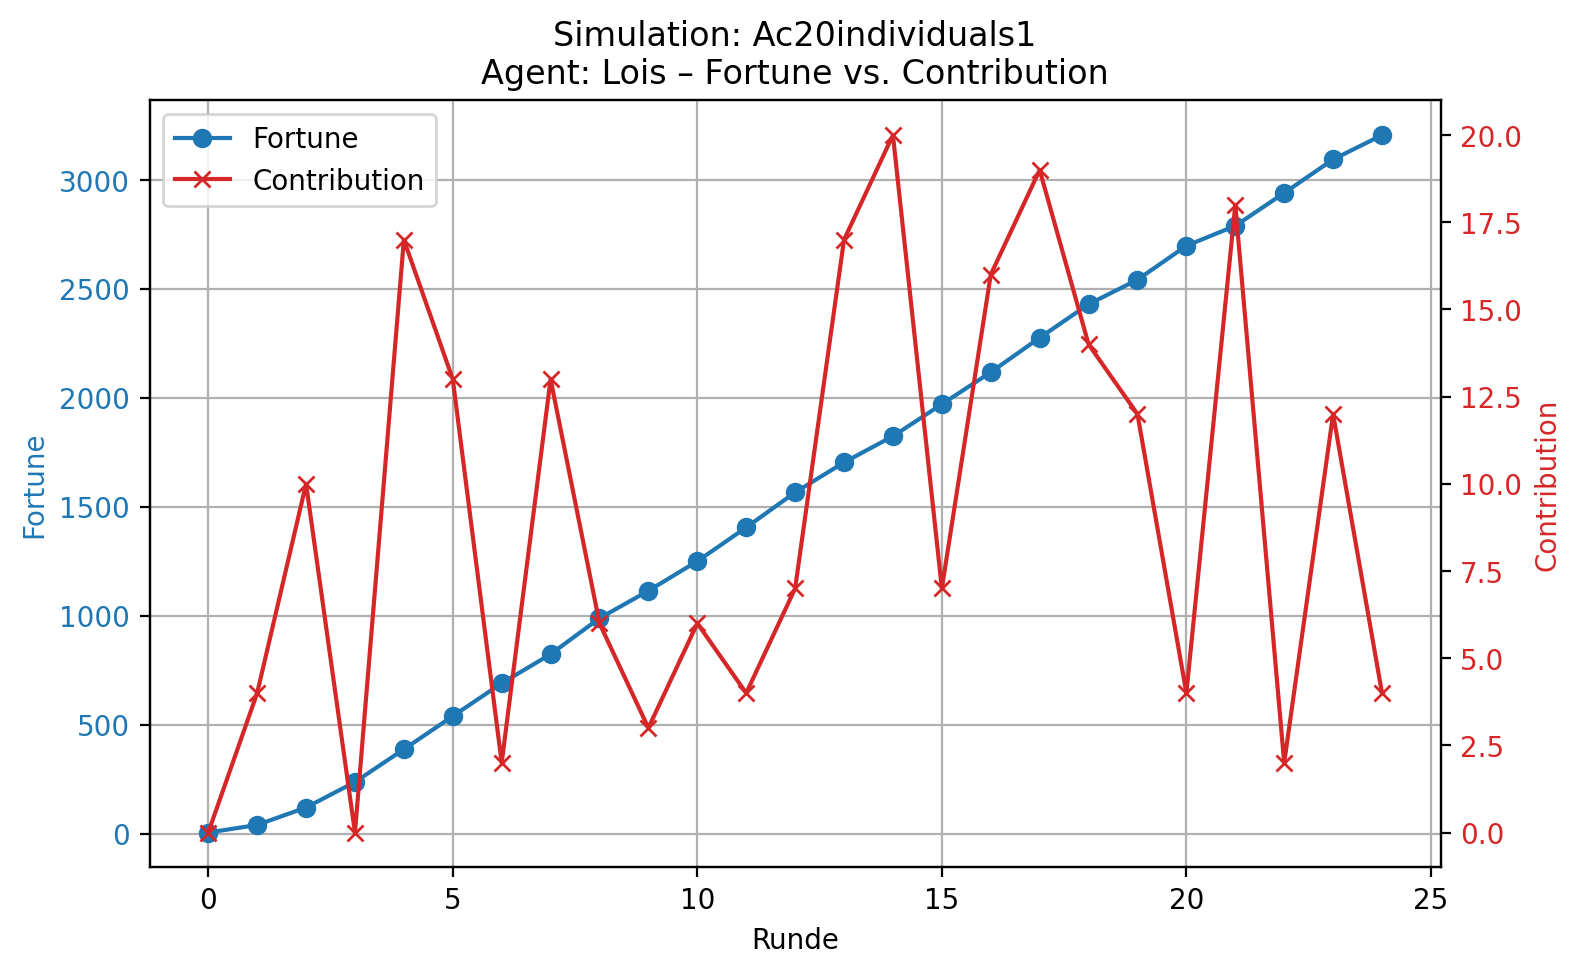 Simulation: Ac20individuals1
Agent: Lois – Fortune vs. Contribution
Fortune
Contribution
3000
2500
2000
1500
1000
500
0
Fortune
20.0
17.5
15.0
12.5
10.0
7.5
5.0
2.5
0.0
Contribution
0 5 10 15 20 25
Runde